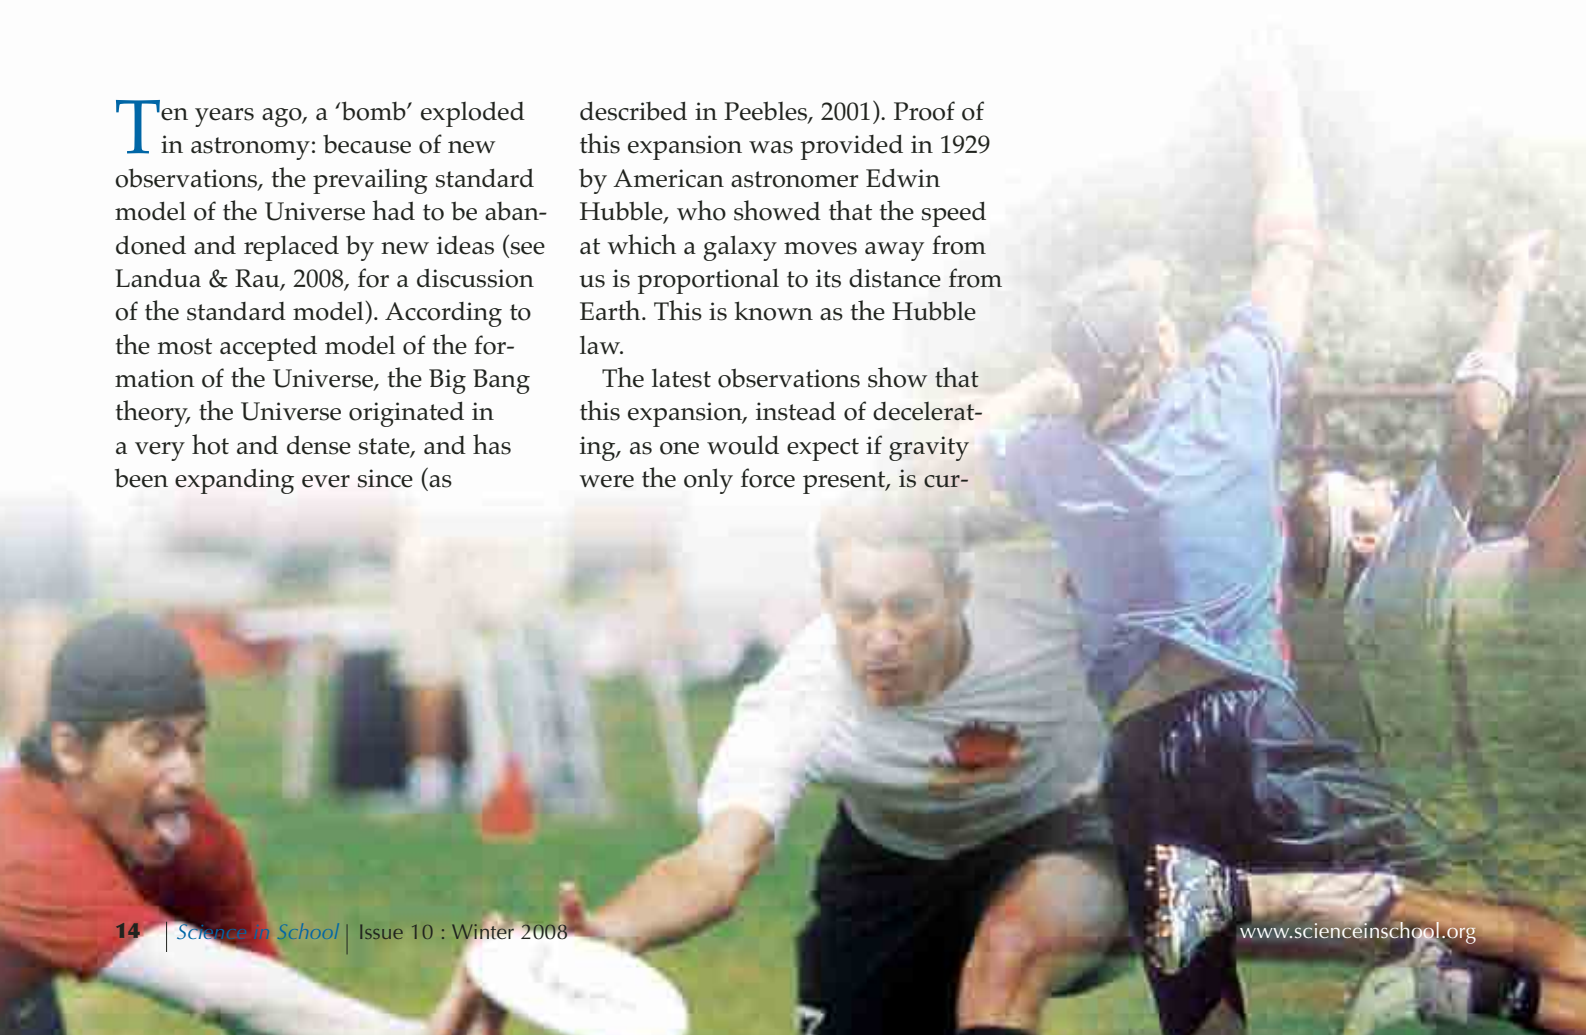 Ten years ago, a ‘bomb’ exploded
in astronomy: because of new
observations, the prevailing standard
model of the Universe had to be aban-
doned and replaced by new ideas (see
Landua & Rau, 2008, for a discussion
of the standard model). According to
the most accepted model of the for-
mation of the Universe, the Big Bang
theory, the Universe originated in
a very hot and dense state, and has
been expanding ever since (as
described in Peebles, 2001). Proof of
this expansion was provided in 1929
by American astronomer Edwin
Hubble, who showed that the speed
at which a galaxy moves away from
us is proportional to its distance from
Earth. This is known as the Hubble
law.
The latest observations show that
this expansion, instead of decelerat-
ing, as one would expect if gravity
were the only force present, is cur-
14 | Science in School | Issue 10 : Winter 2008
www.scienceinschool.org